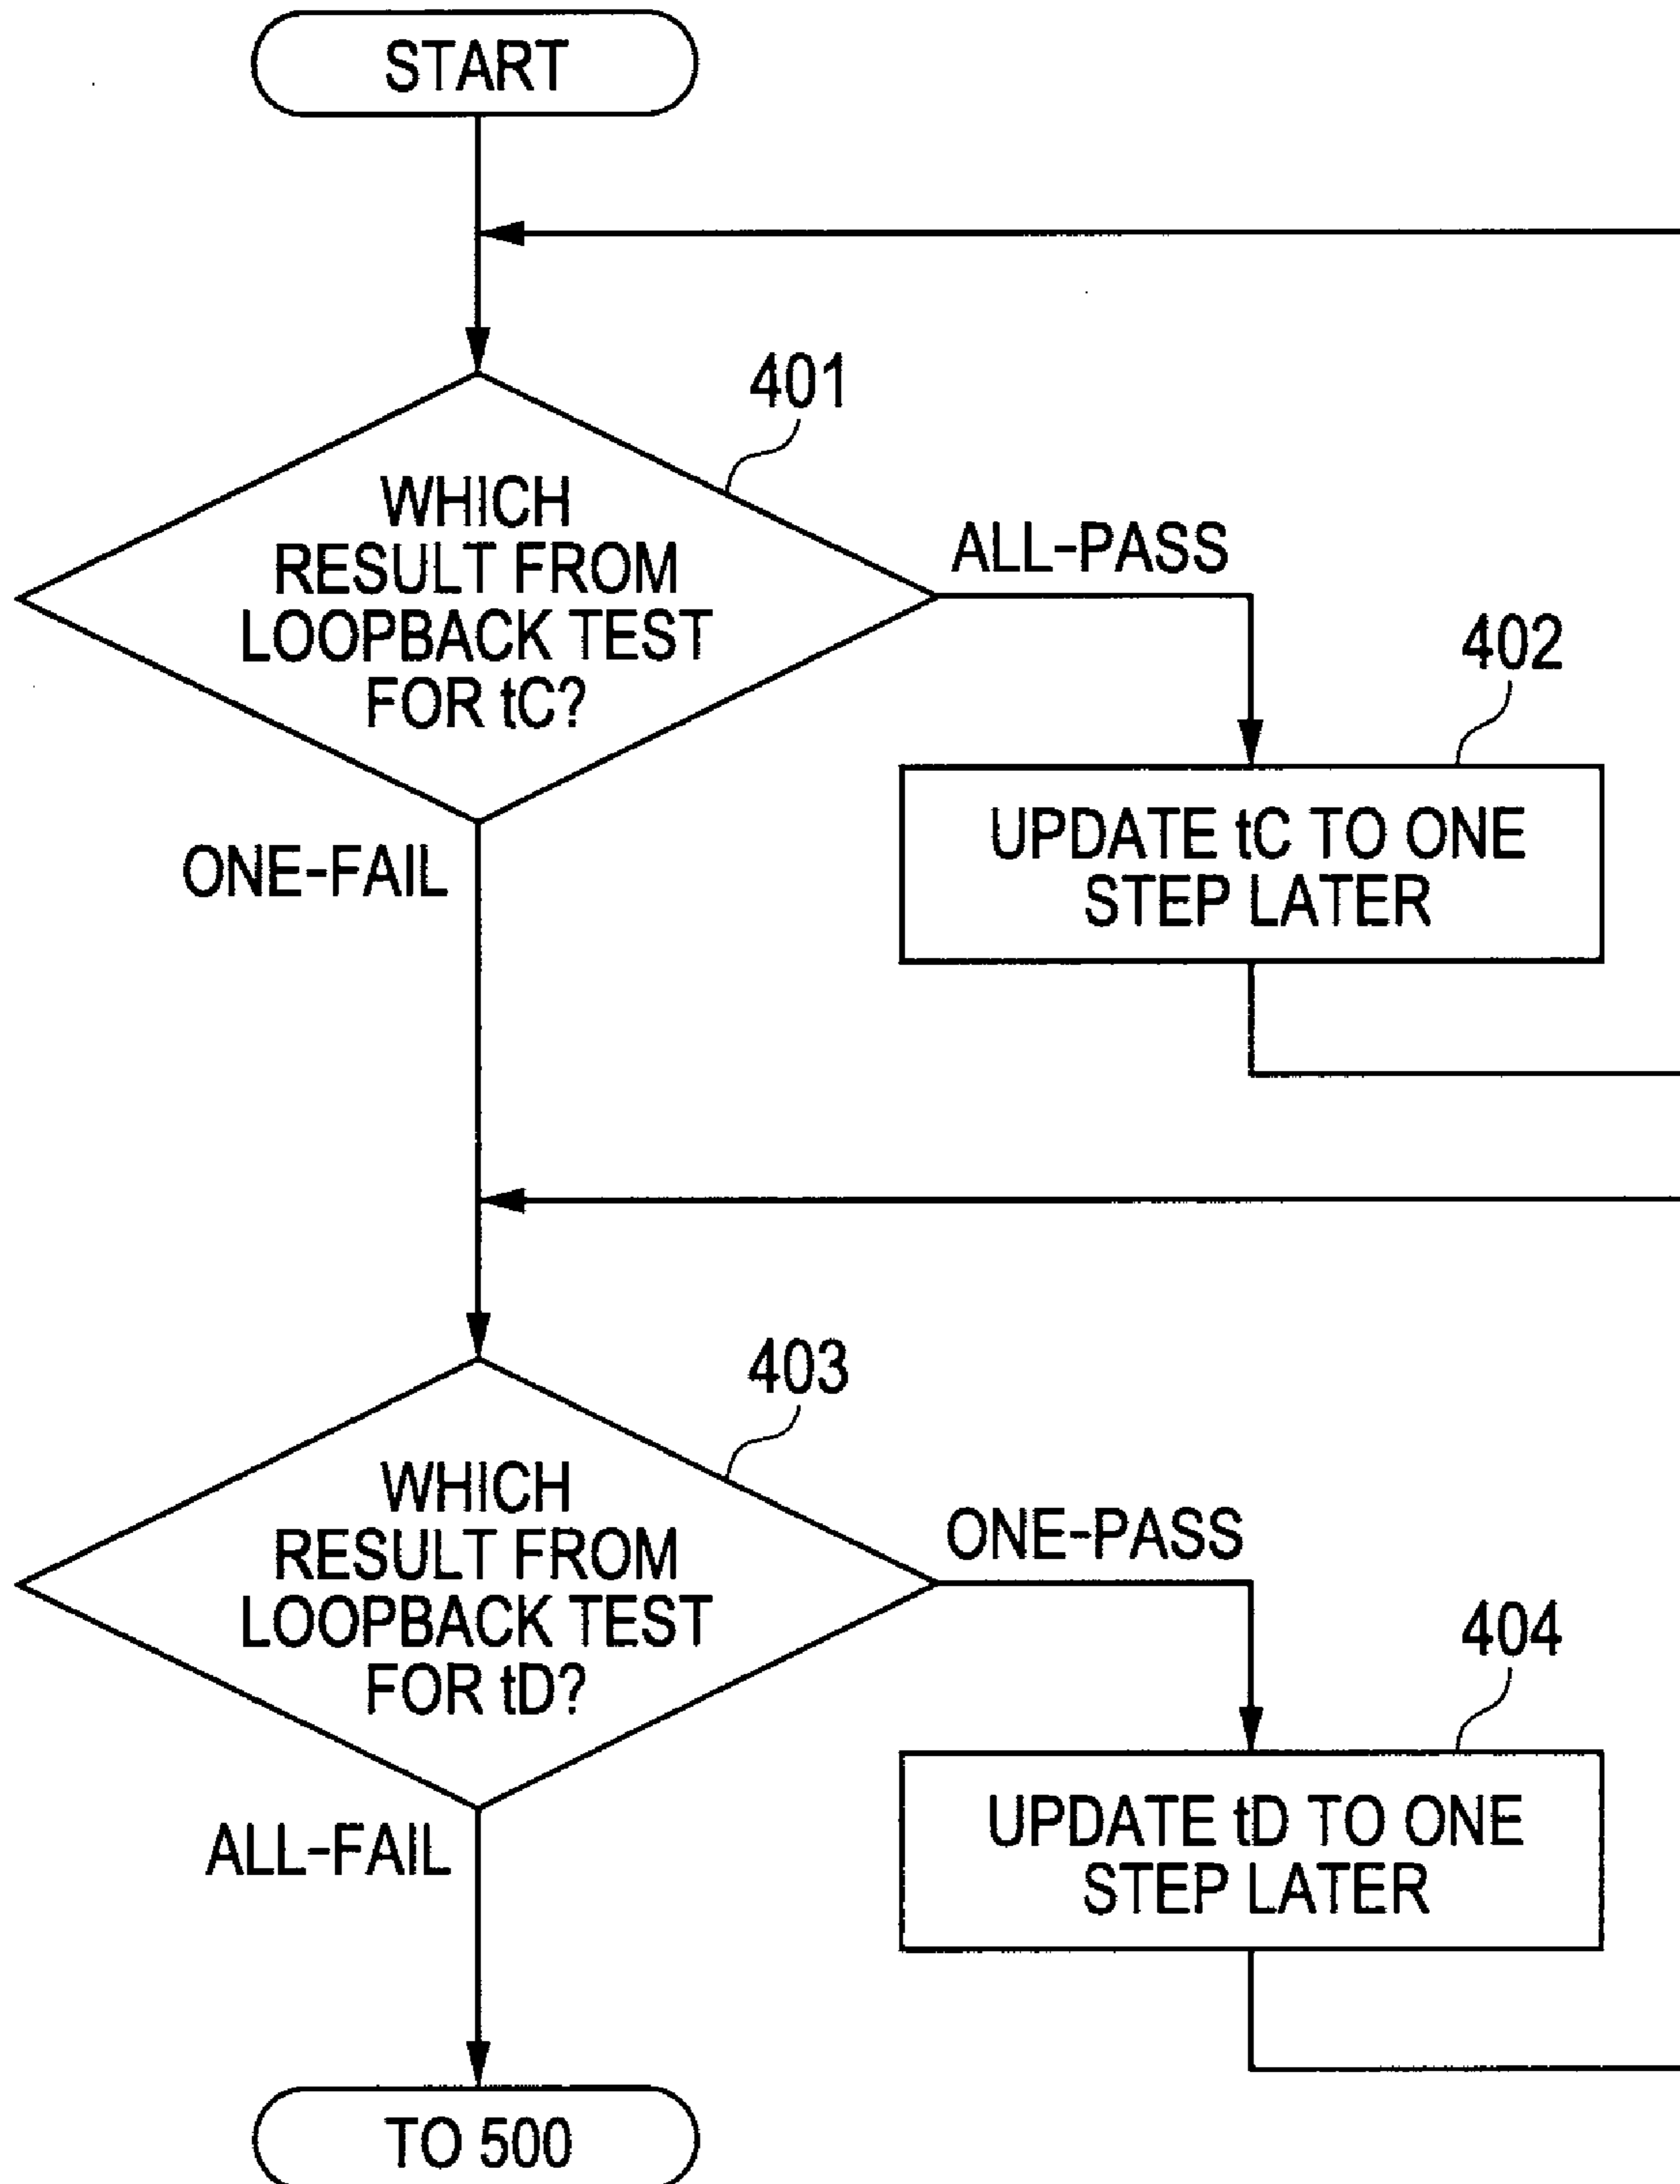 START
401
WHICH
RESULT FROM
LOOPBACK TEST
FOR tC?
ALL-PASS
402
UPDATE tC TO ONE
STEP LATER
ONE-FAIL
403
WHICH
RESULT FROM
LOOPBACK TEST
FOR tD?
ONE-PASS
404
UPDATE tD TO ONE
STEP LATER
ALL-FAIL
TO 500